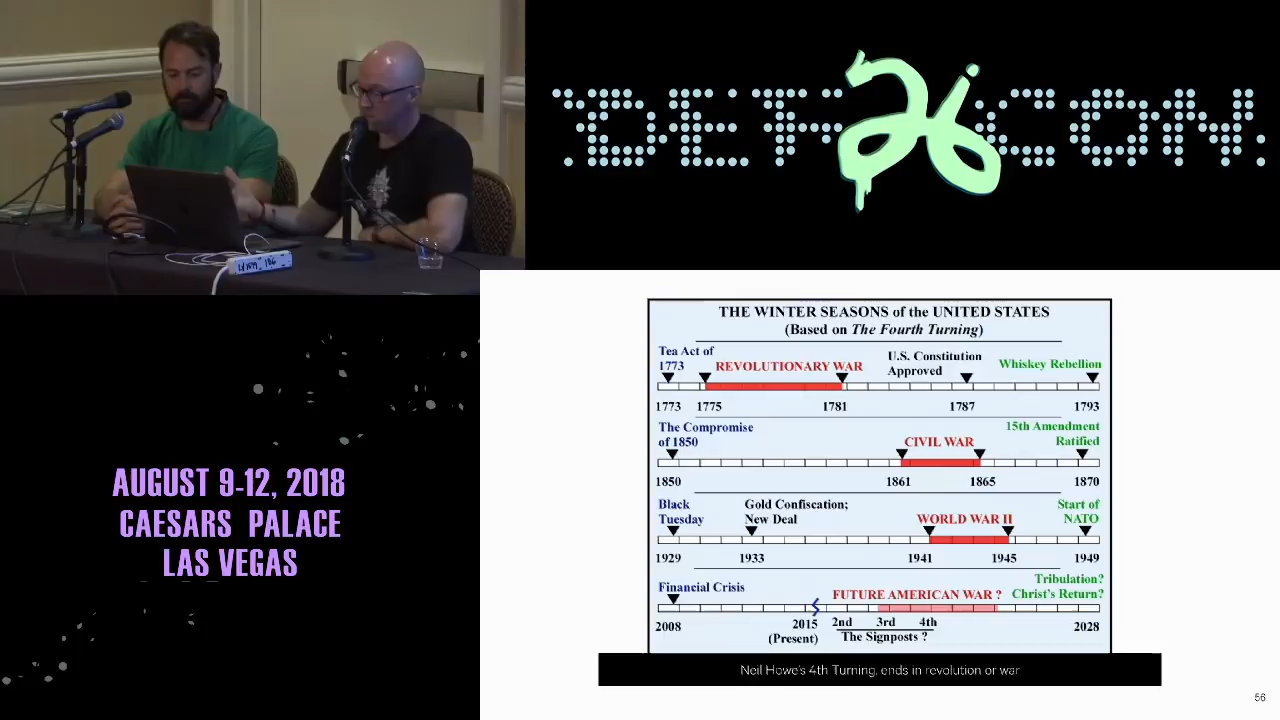 DEF 26 CON
AUGUST 9-12, 2018
CAESARS PALACE
LAS VEGAS
THE WINTER SEASONS of the UNITED STATES
(Based on The Fourth Turning)
Tea Act of
1773
REVOLUTIONARY WAR
U.S. Constitution
Approved
Whiskey Rebellion
1773 1775 1781 1787 1793
The Compromise
of 1850
CIVIL WAR
15th Amendment
Ratified
1850 1861 1865 1870
Black
Tuesday
Gold Confiscation;
New Deal
WORLD WAR II
Start of
NATO
1929 1933 1941 1945 1949
Financial Crisis
FUTURE AMERICAN WAR ?
Tribulation?
Christ's Return?
2008 2015 2nd 3rd 4th 2028
(Present) The Signposts ?
Neil Howe's 4th Turning, ends in revolution or war
56